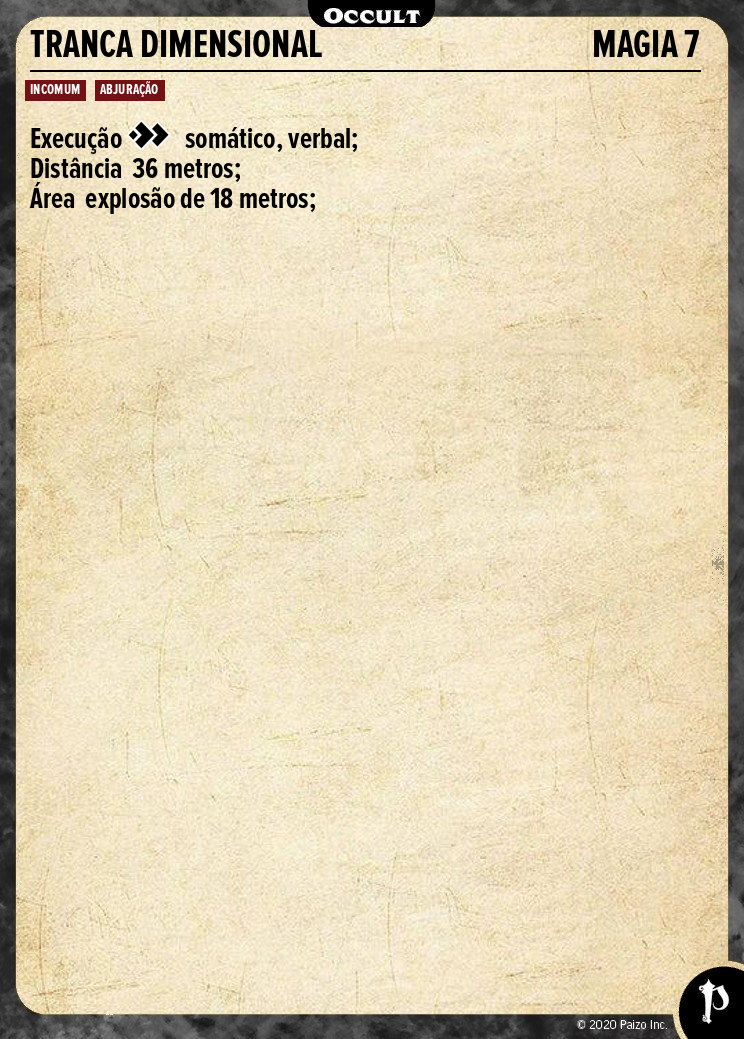 OCCULT
TRANCA DIMENSIONAL MAGIA 7
INCOMUM ABJURAÇÃO
Execução somático, verbal;
Distância 36 metros;
Área explosão de 18 metros;
© 2020 Paizo Inc.